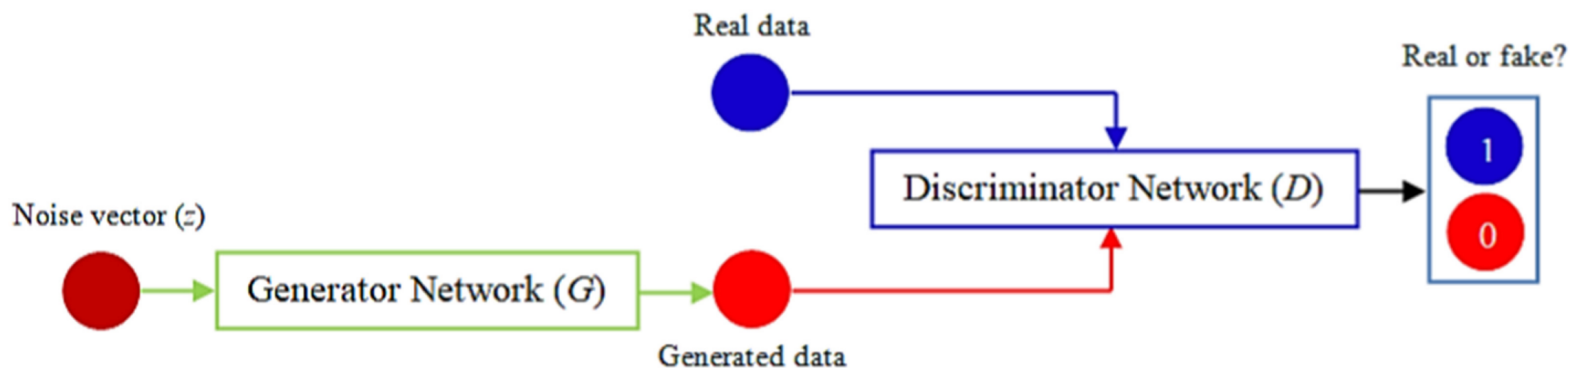 Real data
Real or fake?
1
Discriminator Network (D)
0
Noise vector (z)
Generator Network (G)
Generated data